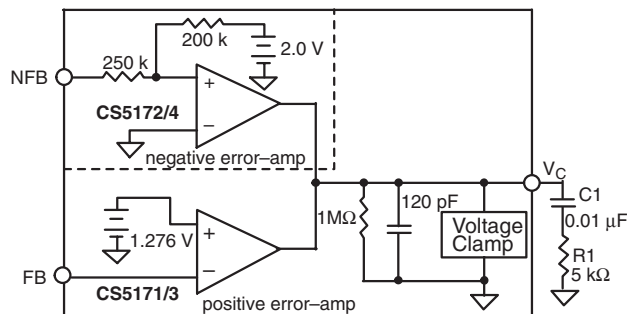 200 k
2.0 V
250 k
NFB
+
CS5172/4
−
negative error–amp
VC
C1
120 pF
0.01 µF
1MΩ
Voltage
Clamp
+
1.276 V
R1
5 kΩ
−
FB
CS5171/3
positive error–amp